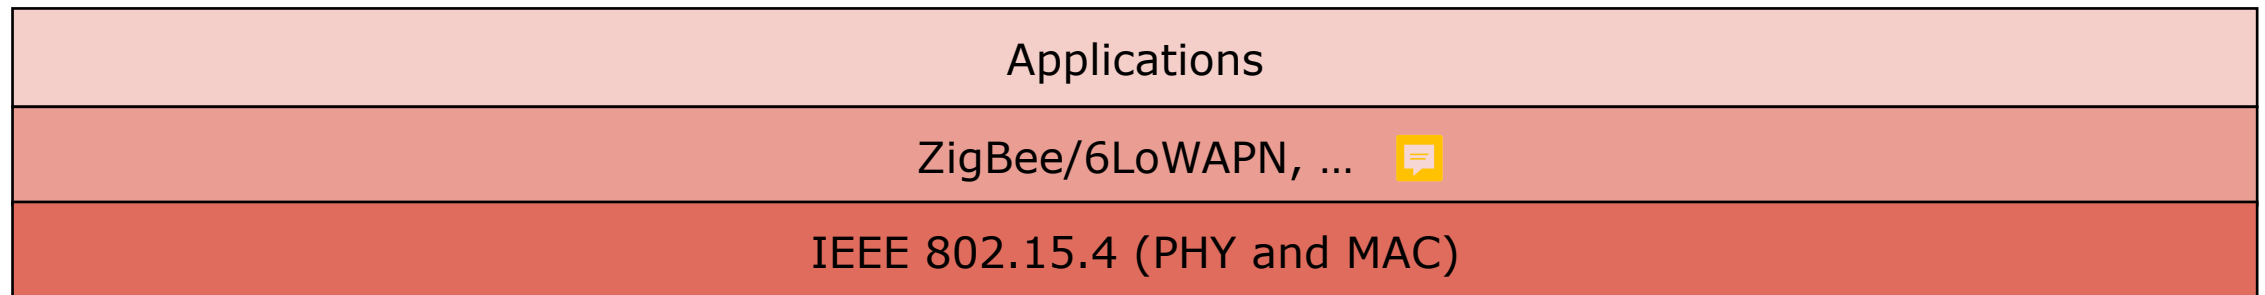 Applications
ZigBee/6LoWAPN, ...
IEEE 802.15.4 (PHY and MAC)